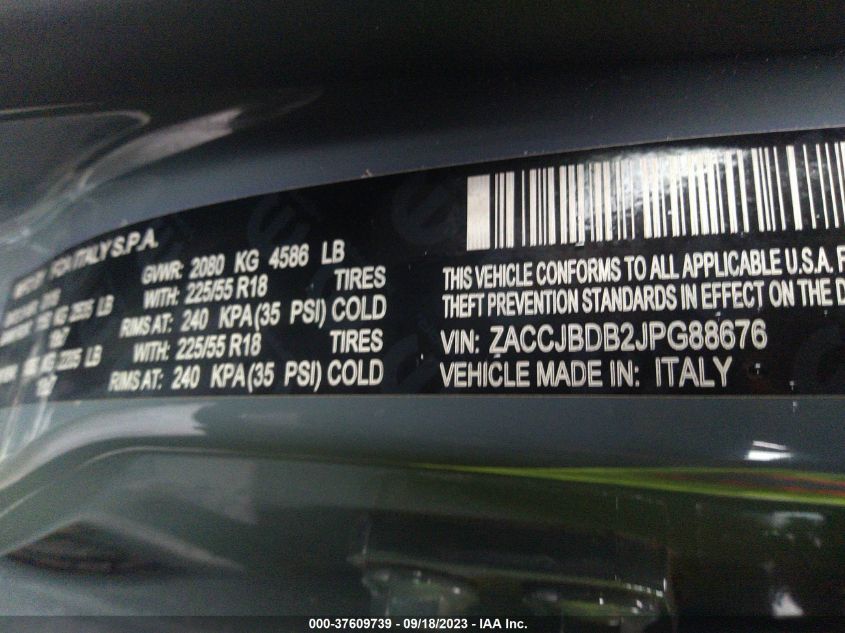 FCA ITALY S.P.A.
GVWR: 2080 KG 4586 LB
WITH: 225/55 R18 TIRES
RIMS AT: 240 KPA(35 PSI) COLD
WITH: 225/55 R18 TIRES
LB
RIMS AT: 240 KPA(35 PSI) COLD
THIS VEHICLE CONFORMS TO ALL APPLICABLE U.S.A. F
THEFT PREVENTION STANDARDS IN EFFECT ON THE D
VIN: ZACCJBDB2JPG88676
VEHICLE MADE IN: ITALY
000-37609739 - 09/18/2023 - IAA Inc.